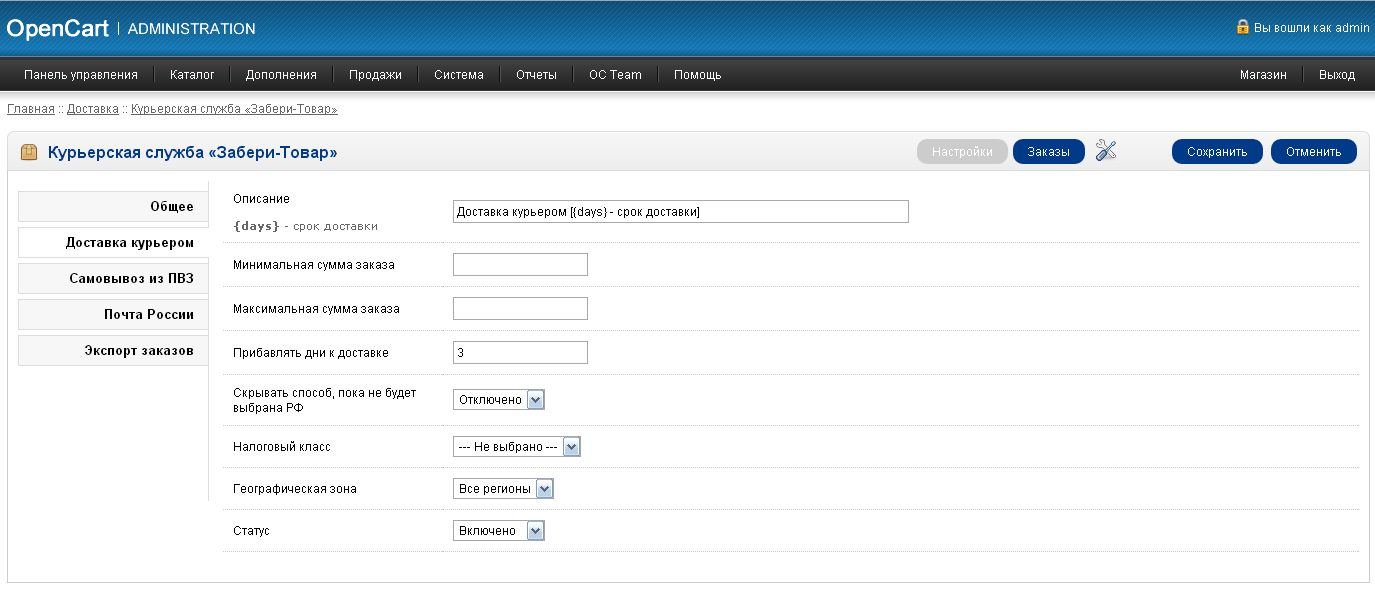 OpenCart | ADMINISTRATION
Вы вошли как admin
Панель управления
Каталог
Дополнения
Продажи
Система
Отчеты
OC Team
Помощь
Магазин
Выход
Главная :: Доставка :: Курьерская служба «Забери-Товар»
Курьерская служба «Забери-Товар»
Настройки
Заказы
Сохранить
Отменить
Общее
Доставка курьером
Самовывоз из ПВЗ
Почта России
Экспорт заказов
Описание
{days} - срок доставки
Доставка курьером [{days} - срок доставки]
Минимальная сумма заказа
Максимальная сумма заказа
Прибавлять дни к доставке
3
Скрывать способ, пока не будет
выбрана РФ
Отключено
Налоговый класс
--- Не выбрано ---
Географическая зона
Все регионы
Статус
Включено